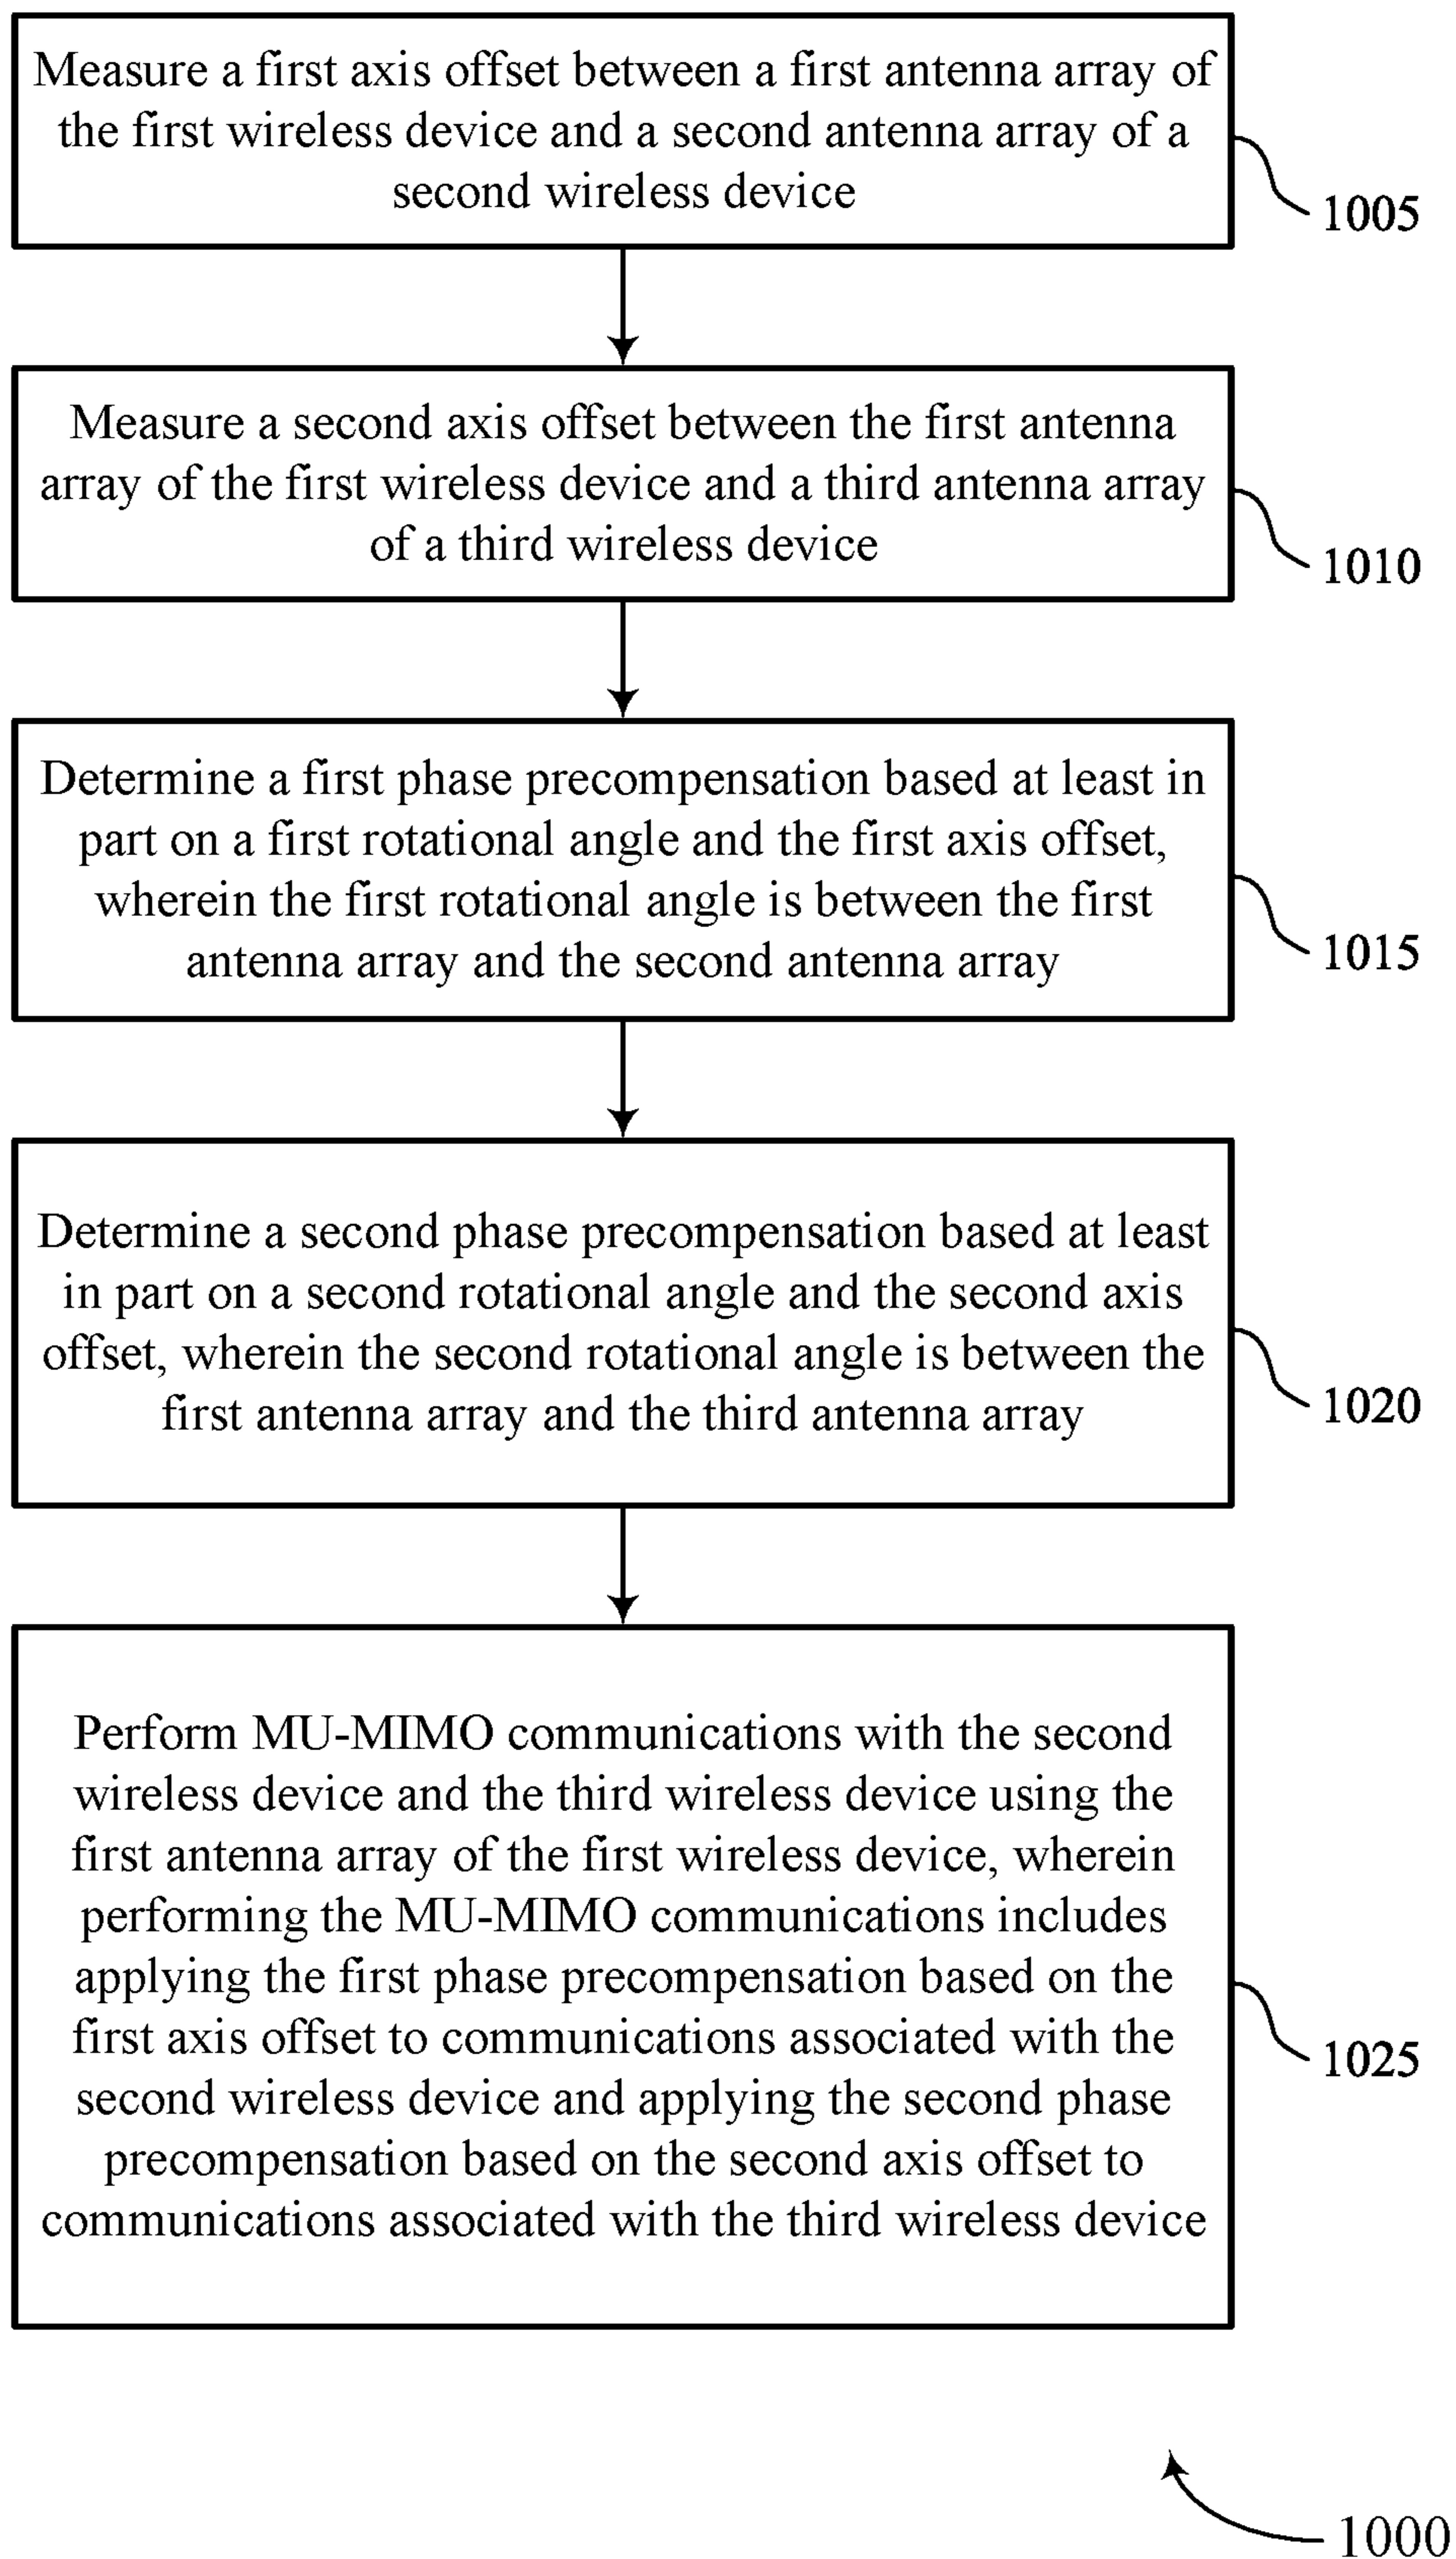 Measure a first axis offset between a first antenna array of
the first wireless device and a second antenna array of a
second wireless device
1005
Measure a second axis offset between the first antenna
array of the first wireless device and a third antenna array
of a third wireless device
1010
Determine a first phase precompensation based at least in
part on a first rotational angle and the first axis offset,
wherein the first rotational angle is between the first
antenna array and the second antenna array
1015
Determine a second phase precompensation based at least
in part on a second rotational angle and the second axis
offset, wherein the second rotational angle is between the
first antenna array and the third antenna array
1020
Perform MU-MIMO communications with the second
wireless device and the third wireless device using the
first antenna array of the first wireless device, wherein
performing the MU-MIMO communications includes
applying the first phase precompensation based on the
first axis offset to communications associated with the
second wireless device and applying the second phase
precompensation based on the second axis offset to
communications associated with the third wireless device
1025
1000